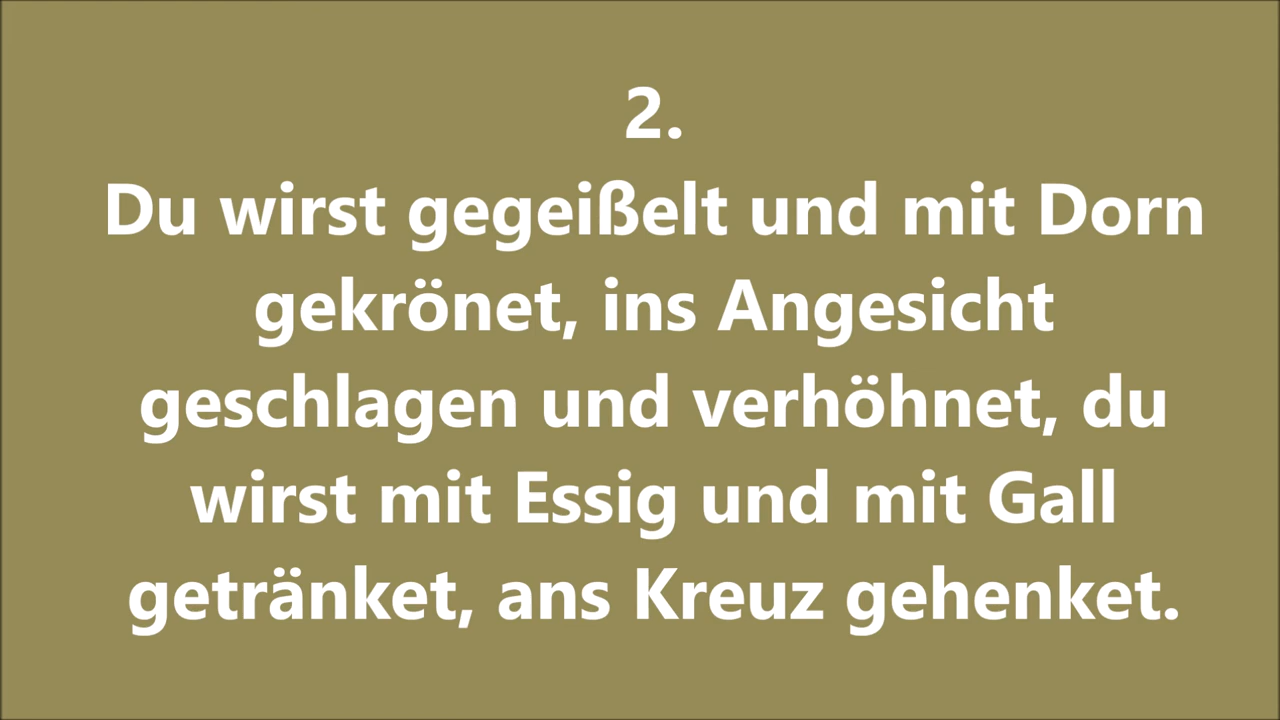 2.
Du wirst gegeißelt und mit Dorn
gekrönet, ins Angesicht
geschlagen und verhöhnet, du
wirst mit Essig und mit Gall
getränket, ans Kreuz gehenket.